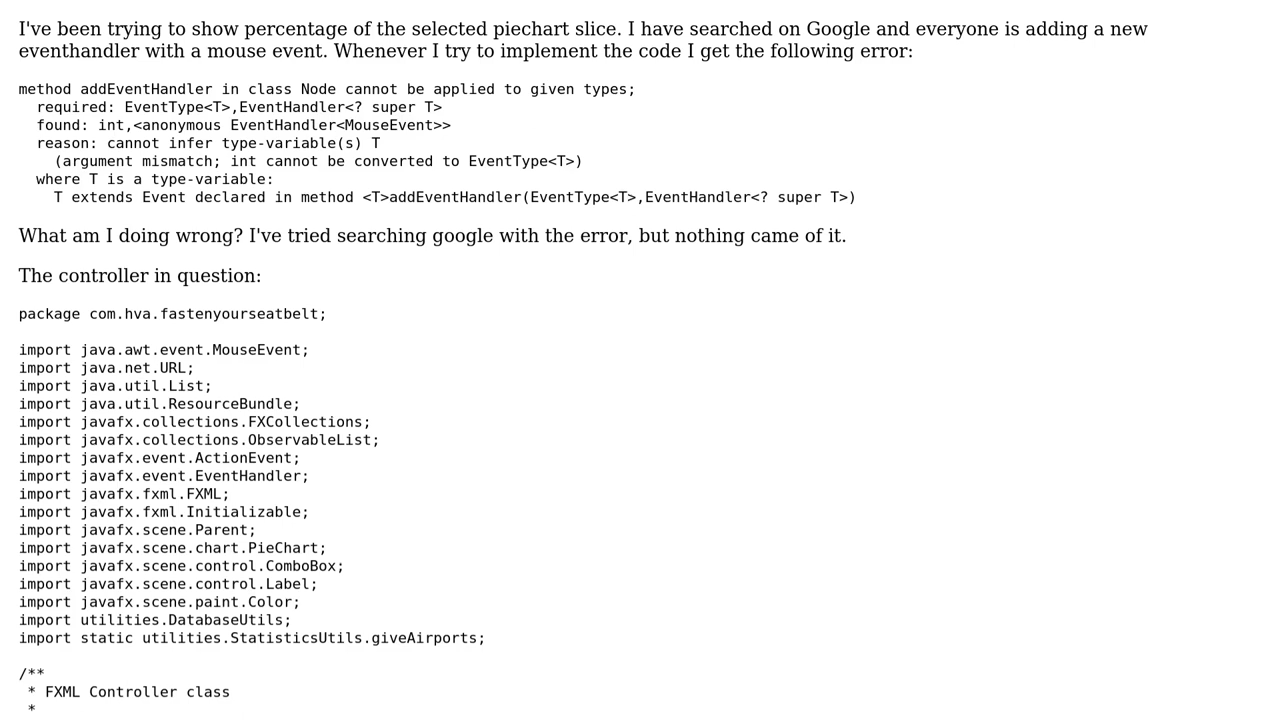 I've been trying to show percentage of the selected piechart slice. I have searched on Google and everyone is adding a new
eventhandler with a mouse event. Whenever I try to implement the code I get the following error:
method addEventHandler in class Node cannot be applied to given types;
  required: EventType<T>,EventHandler<? super T>
  found: int,<anonymous EventHandler<MouseEvent>>
  reason: cannot infer type-variable(s) T
    (argument mismatch; int cannot be converted to EventType<T>)
  where T is a type-variable:
    T extends Event declared in method <T>addEventHandler(EventType<T>,EventHandler<? super T>)
What am I doing wrong? I've tried searching google with the error, but nothing came of it.
The controller in question:
package com.hva.fastenyourseatbelt;
import java.awt.event.MouseEvent;
import java.net.URL;
import java.util.List;
import java.util.ResourceBundle;
import javafx.collections.FXCollections;
import javafx.collections.ObservableList;
import javafx.event.ActionEvent;
import javafx.event.EventHandler;
import javafx.fxml.FXML;
import javafx.fxml.Initializable;
import javafx.scene.Parent;
import javafx.scene.chart.PieChart;
import javafx.scene.control.ComboBox;
import javafx.scene.control.Label;
import javafx.scene.paint.Color;
import utilities.DatabaseUtils;
import static utilities.StatisticsUtils.giveAirports;
/**
 * FXML Controller class
 *